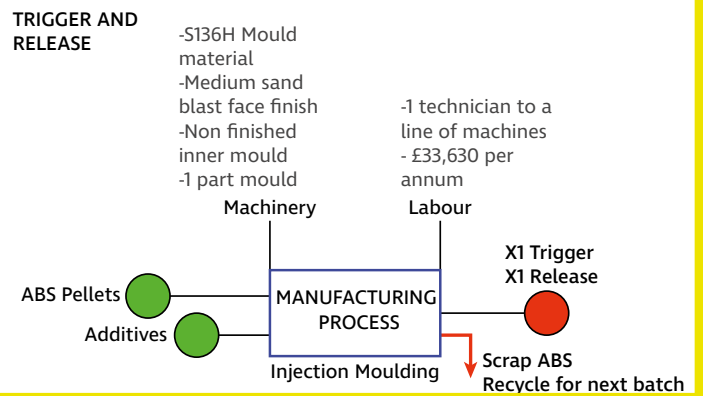 TRIGGER AND
RELEASE
-S136H Mould
material
-Medium sand
blast face finish
-Non finished
inner mould
-1 part mould
Machinery
-1 technician to a
line of machines
- £33,630 per
annum
Labour
X1 Trigger
X1 Release
ABS Pellets
Additives
MANUFACTURING
PROCESS
Injection Moulding
Scrap ABS
Recycle for next batch